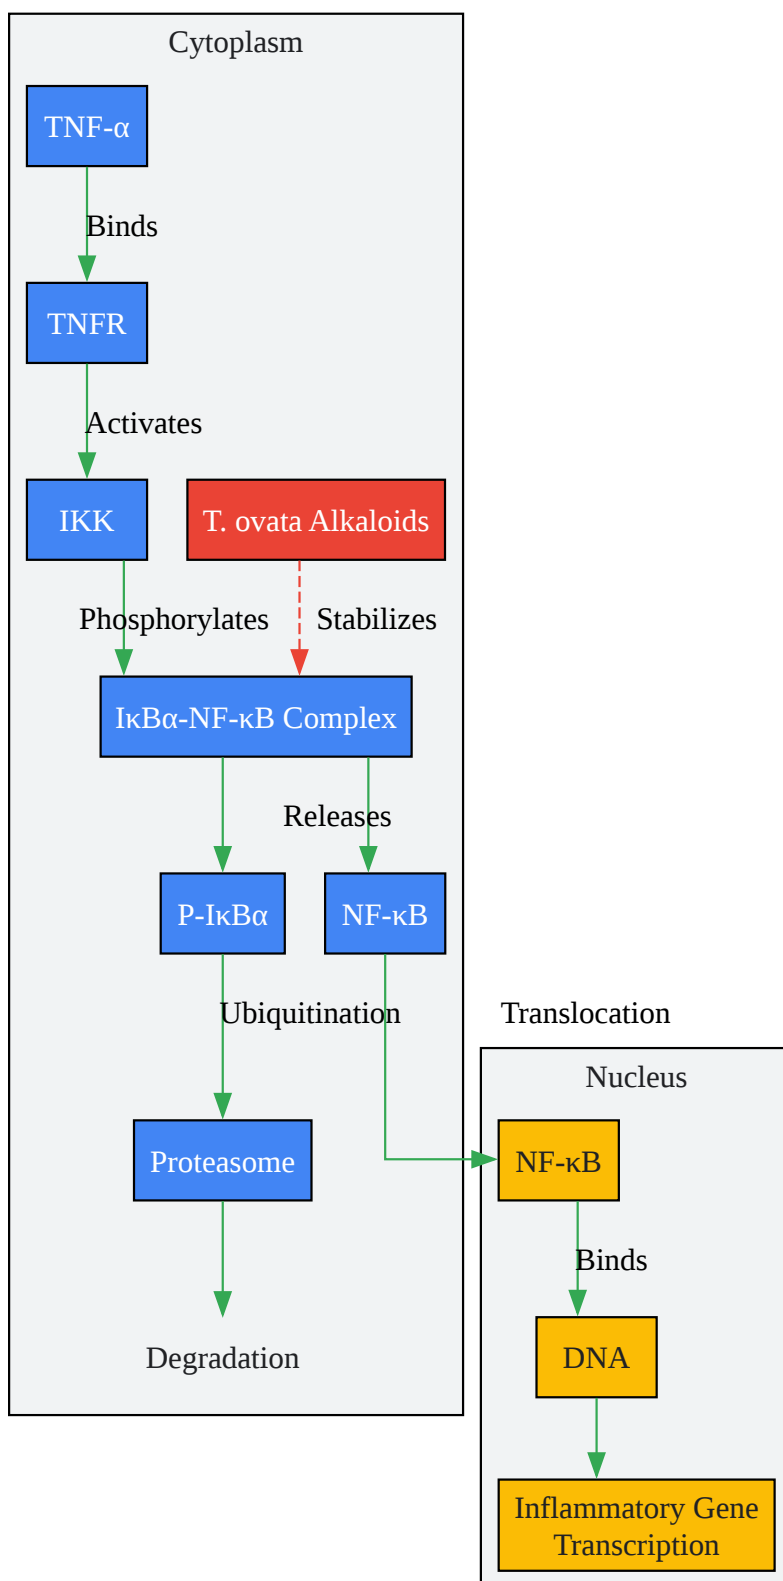 Cytoplasm
TNF-α
Binds
TNFR
Activates
IKK
T. ovata Alkaloids
Phosphorylates
Stabilizes
IκBα-NF-κB Complex
Releases
P-IκBα
NF-κB
Ubiquitination
Translocation
Nucleus
Proteasome
NF-κB
Binds
Degradation
DNA
Inflammatory Gene
Transcription